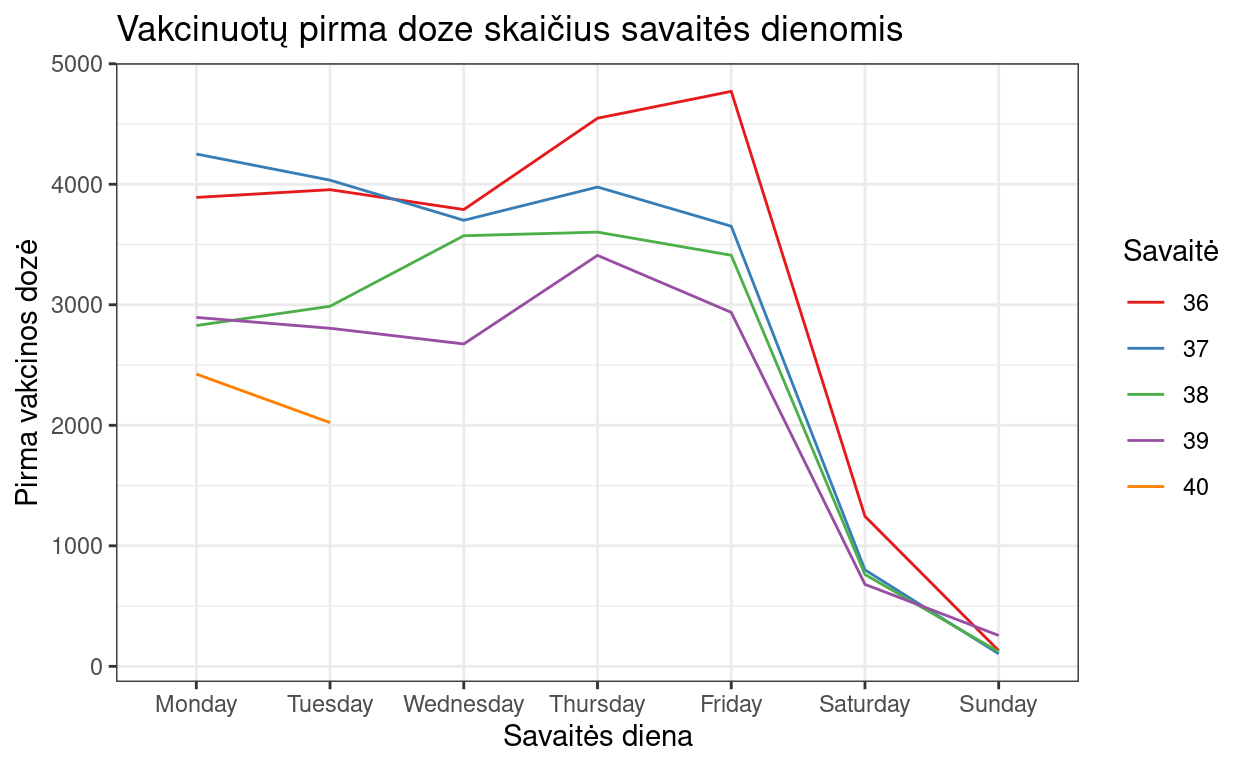 Vakcinuotų pirma doze skaičius savaitės dienomis
5000
4000
3000
2000
1000
0
Pirma vakcinos dozė
Monday Tuesday Wednesday Thursday Friday Saturday Sunday
Savaitės diena
Savaitė
36
37
38
39
40